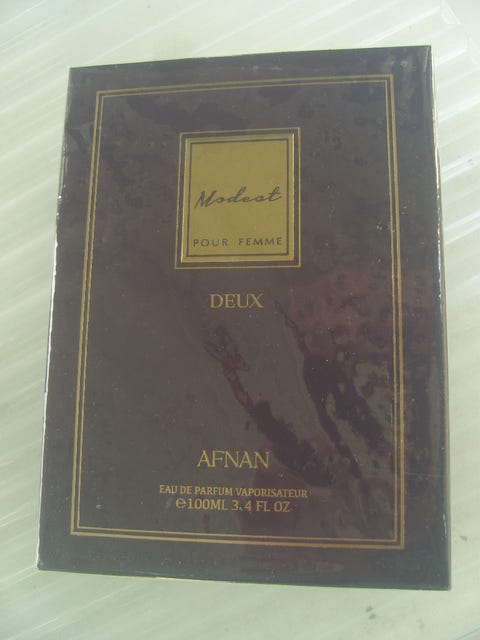 Modest
POUR FEMME
DEUX
AFNAN
EAU DE PARFUM VAPORISATEUR
℮100ML 3.4 FL OZ